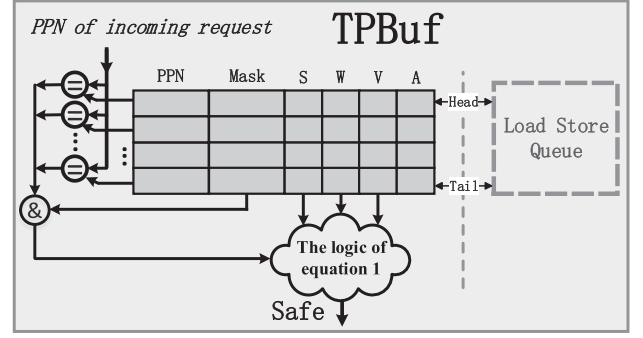 PPN of incoming request
TPBuf
PPN Mask S W V A
Head
Load Store
Queue
Tail
&
The logic of
equation 1
Safe